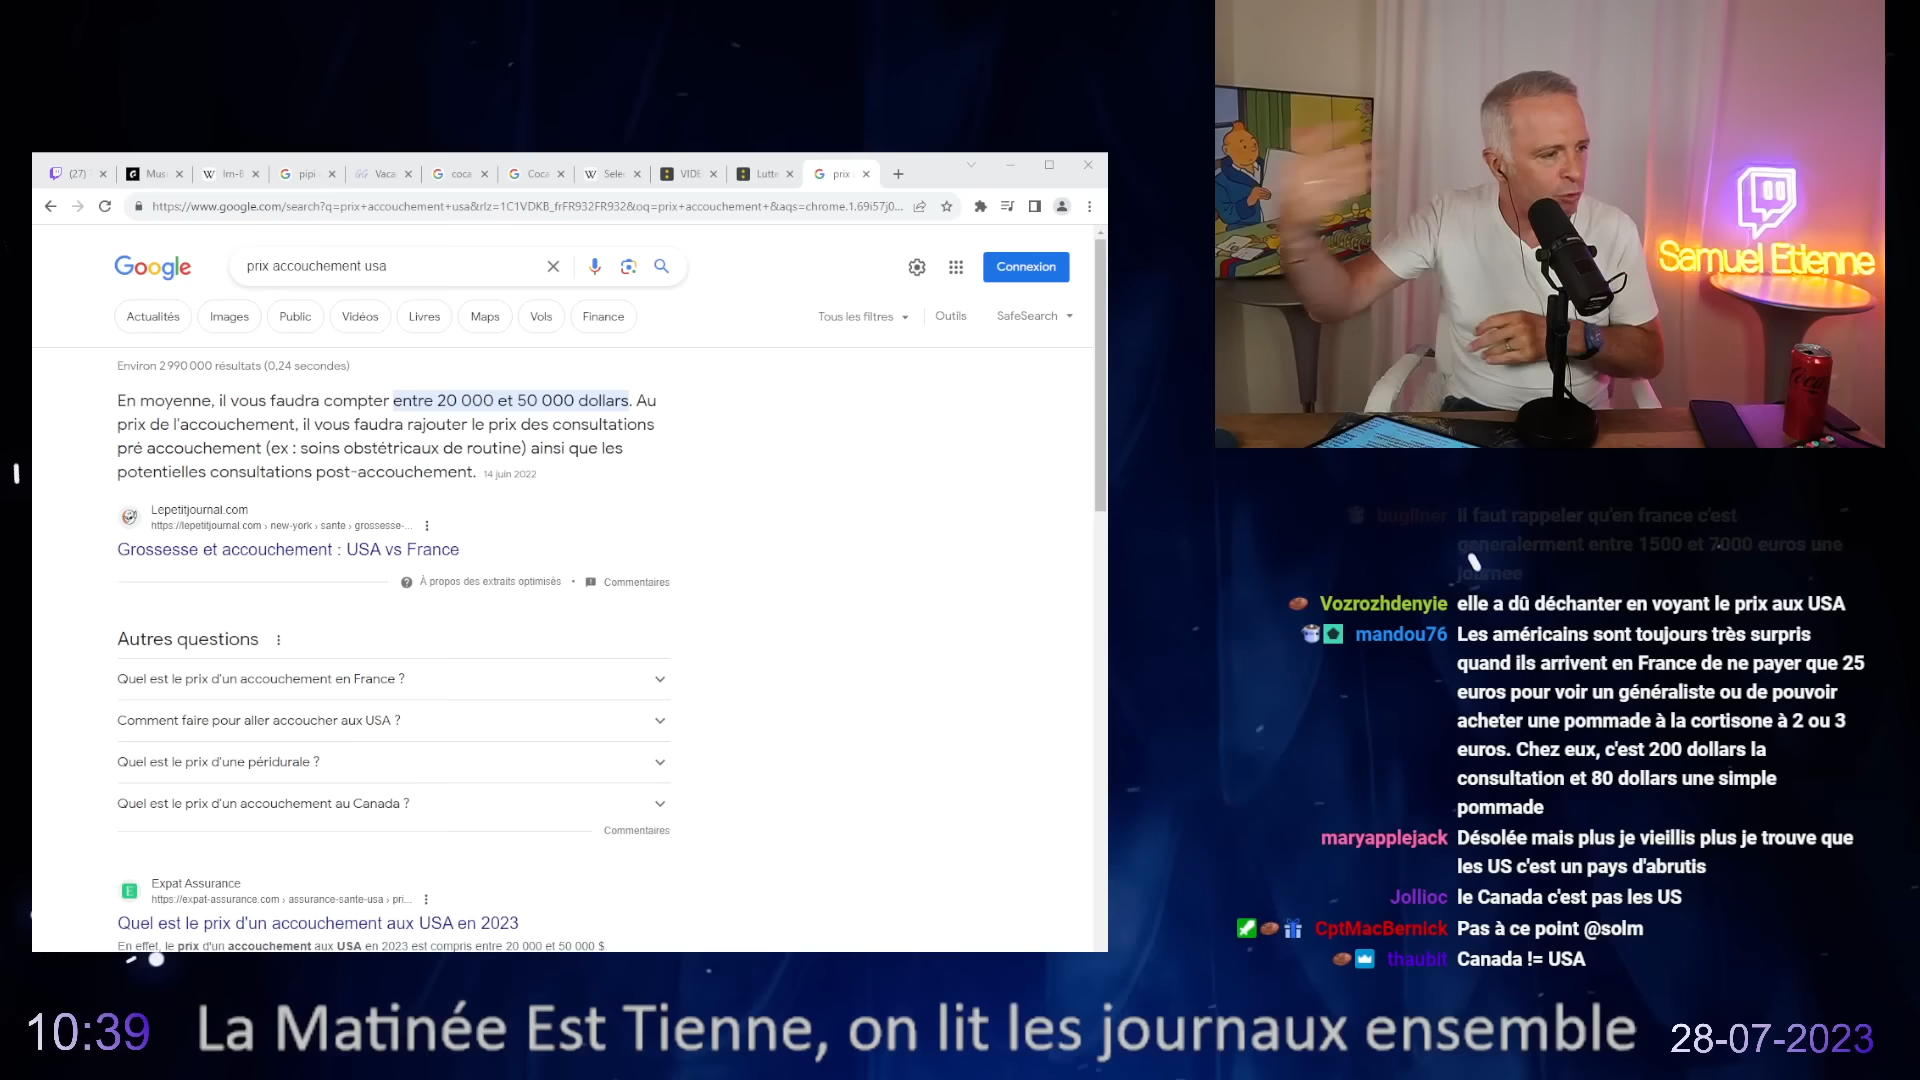 (27)
Mus
Irn-B
pipi
Vaca
coca
Coca
Selec
VIDE
Lutte
prix
https://www.google.com/search?q=prix+accouchement+usa&rlz=1C1VDKB_frFR932FR932&oq=prix+accouchement+&aqs=chrome.1.69i57j0...
Google
prix accouchement usa
Connexion
Actualités
Images
Public
Vidéos
Livres
Maps
Vols
Finance
Tous les filtres
Outils
SafeSearch
Environ 2 990 000 résultats (0,24 secondes)
En moyenne, il vous faudra compter entre 20 000 et 50 000 dollars. Au
prix de l'accouchement, il vous faudra rajouter le prix des consultations
pré accouchement (ex : soins obstétricaux de routine) ainsi que les
potentielles consultations post-accouchement. 14 juin 2022
Lepetitjournal.com
https://lepetitjournal.com › new-york › sante › grossesse-...
Grossesse et accouchement : USA vs France
À propos des extraits optimisés • Commentaires
Autres questions
Quel est le prix d'un accouchement en France ?
Comment faire pour aller accoucher aux USA ?
Quel est le prix d'une péridurale ?
Quel est le prix d'un accouchement au Canada ?
Commentaires
Expat Assurance
https://expat-assurance.com › assurance-sante-usa › pri...
Quel est le prix d'un accouchement aux USA en 2023
En effet, le prix d'un accouchement aux USA en 2023 est compris entre 20 000 et 50 000 $.
Samuel Etienne
bugliner il faut rappeler qu'en france c'est
generalerment entre 1500 et 7000 euros une
journee
Vozrozhdenyie elle a dû déchanter en voyant le prix aux USA
mandou76 Les américains sont toujours très surpris
quand ils arrivent en France de ne payer que 25
euros pour voir un généraliste ou de pouvoir
acheter une pommade à la cortisone à 2 ou 3
euros. Chez eux, c'est 200 dollars la
consultation et 80 dollars une simple
pommade
maryapplejack Désolée mais plus je vieillis plus je trouve que
les US c'est un pays d'abrutis
Jollioc le Canada c'est pas les US
CptMacBernick Pas à ce point @solm
thaubit Canada != USA
10:39
La Matinée Est Tienne, on lit les journaux ensemble
28-07-2023